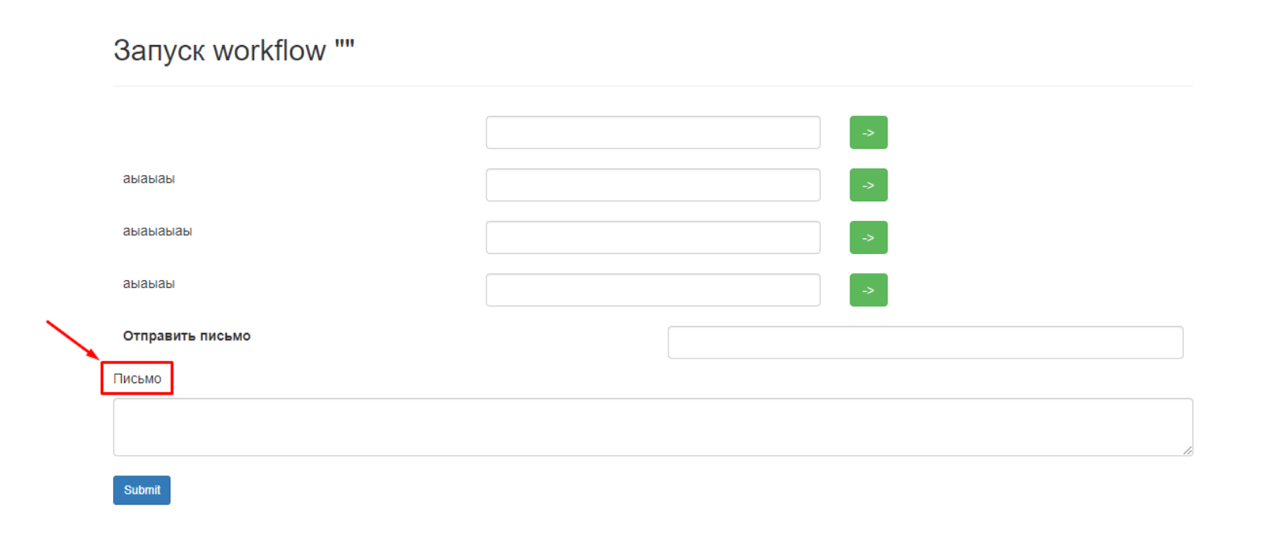 Запуск workflow ""
->
аыаыаы
->
аыаыаыаы
->
аыаыаы
->
Отправить письмо
Письмо
Submit